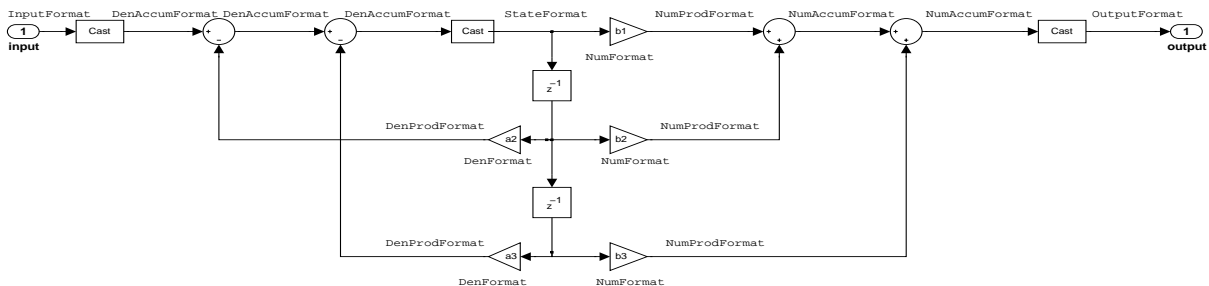 InputFormat DenAccumFormat DenAccumFormat DenAccumFormat StateFormat NumProdFormat NumAccumFormat NumAccumFormat OutputFormat
1 Cast + − + − Cast b1 + + + + Cast 1
input output
NumFormat
z⁻¹
DenProdFormat NumProdFormat
a2 b2
DenFormat NumFormat
z⁻¹
DenProdFormat NumProdFormat
a3 b3
DenFormat NumFormat